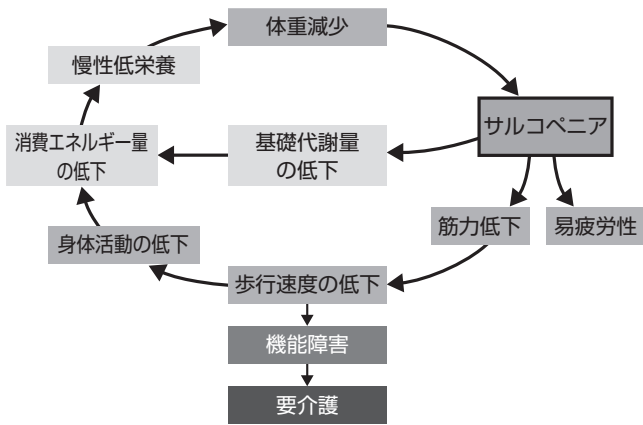 体重減少
慢性低栄養
サルコペニア
消費エネルギー量
の低下
基礎代謝量
の低下
筋力低下
易疲労性
身体活動の低下
歩行速度の低下
機能障害
要介護